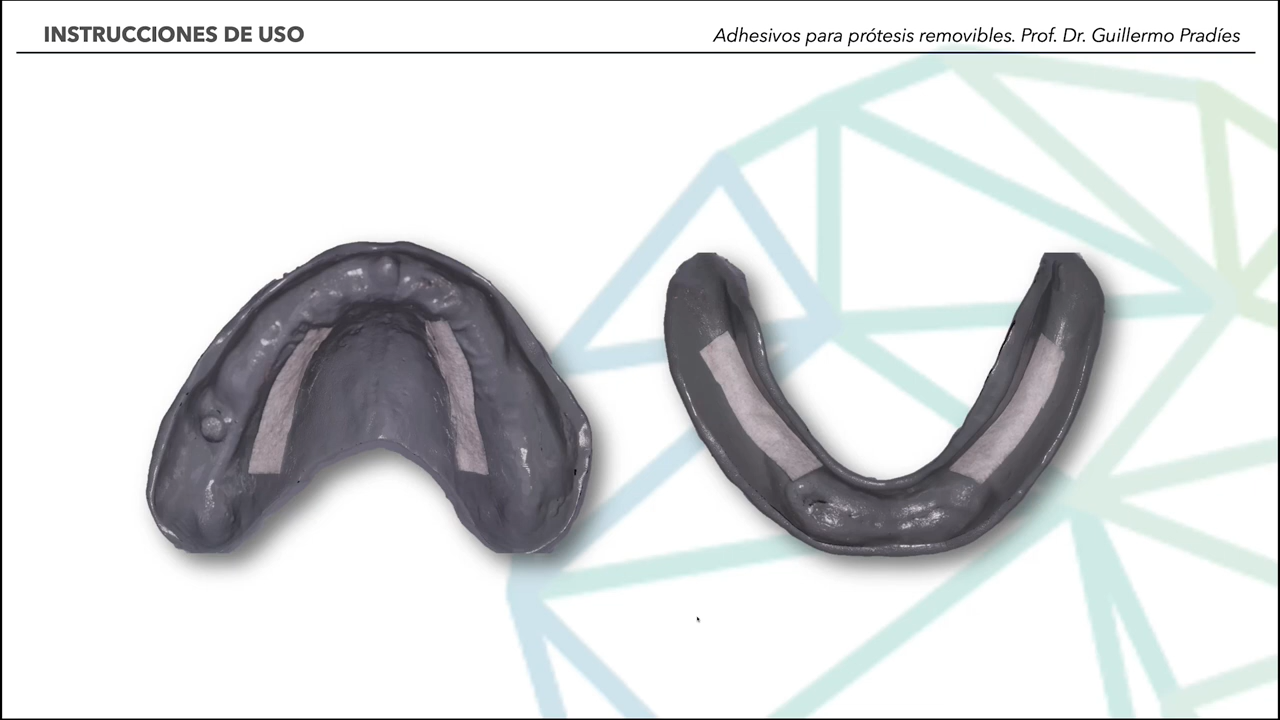 INSTRUCCIONES DE USO
Adhesivos para prótesis removibles. Prof. Dr. Guillermo Pradíes